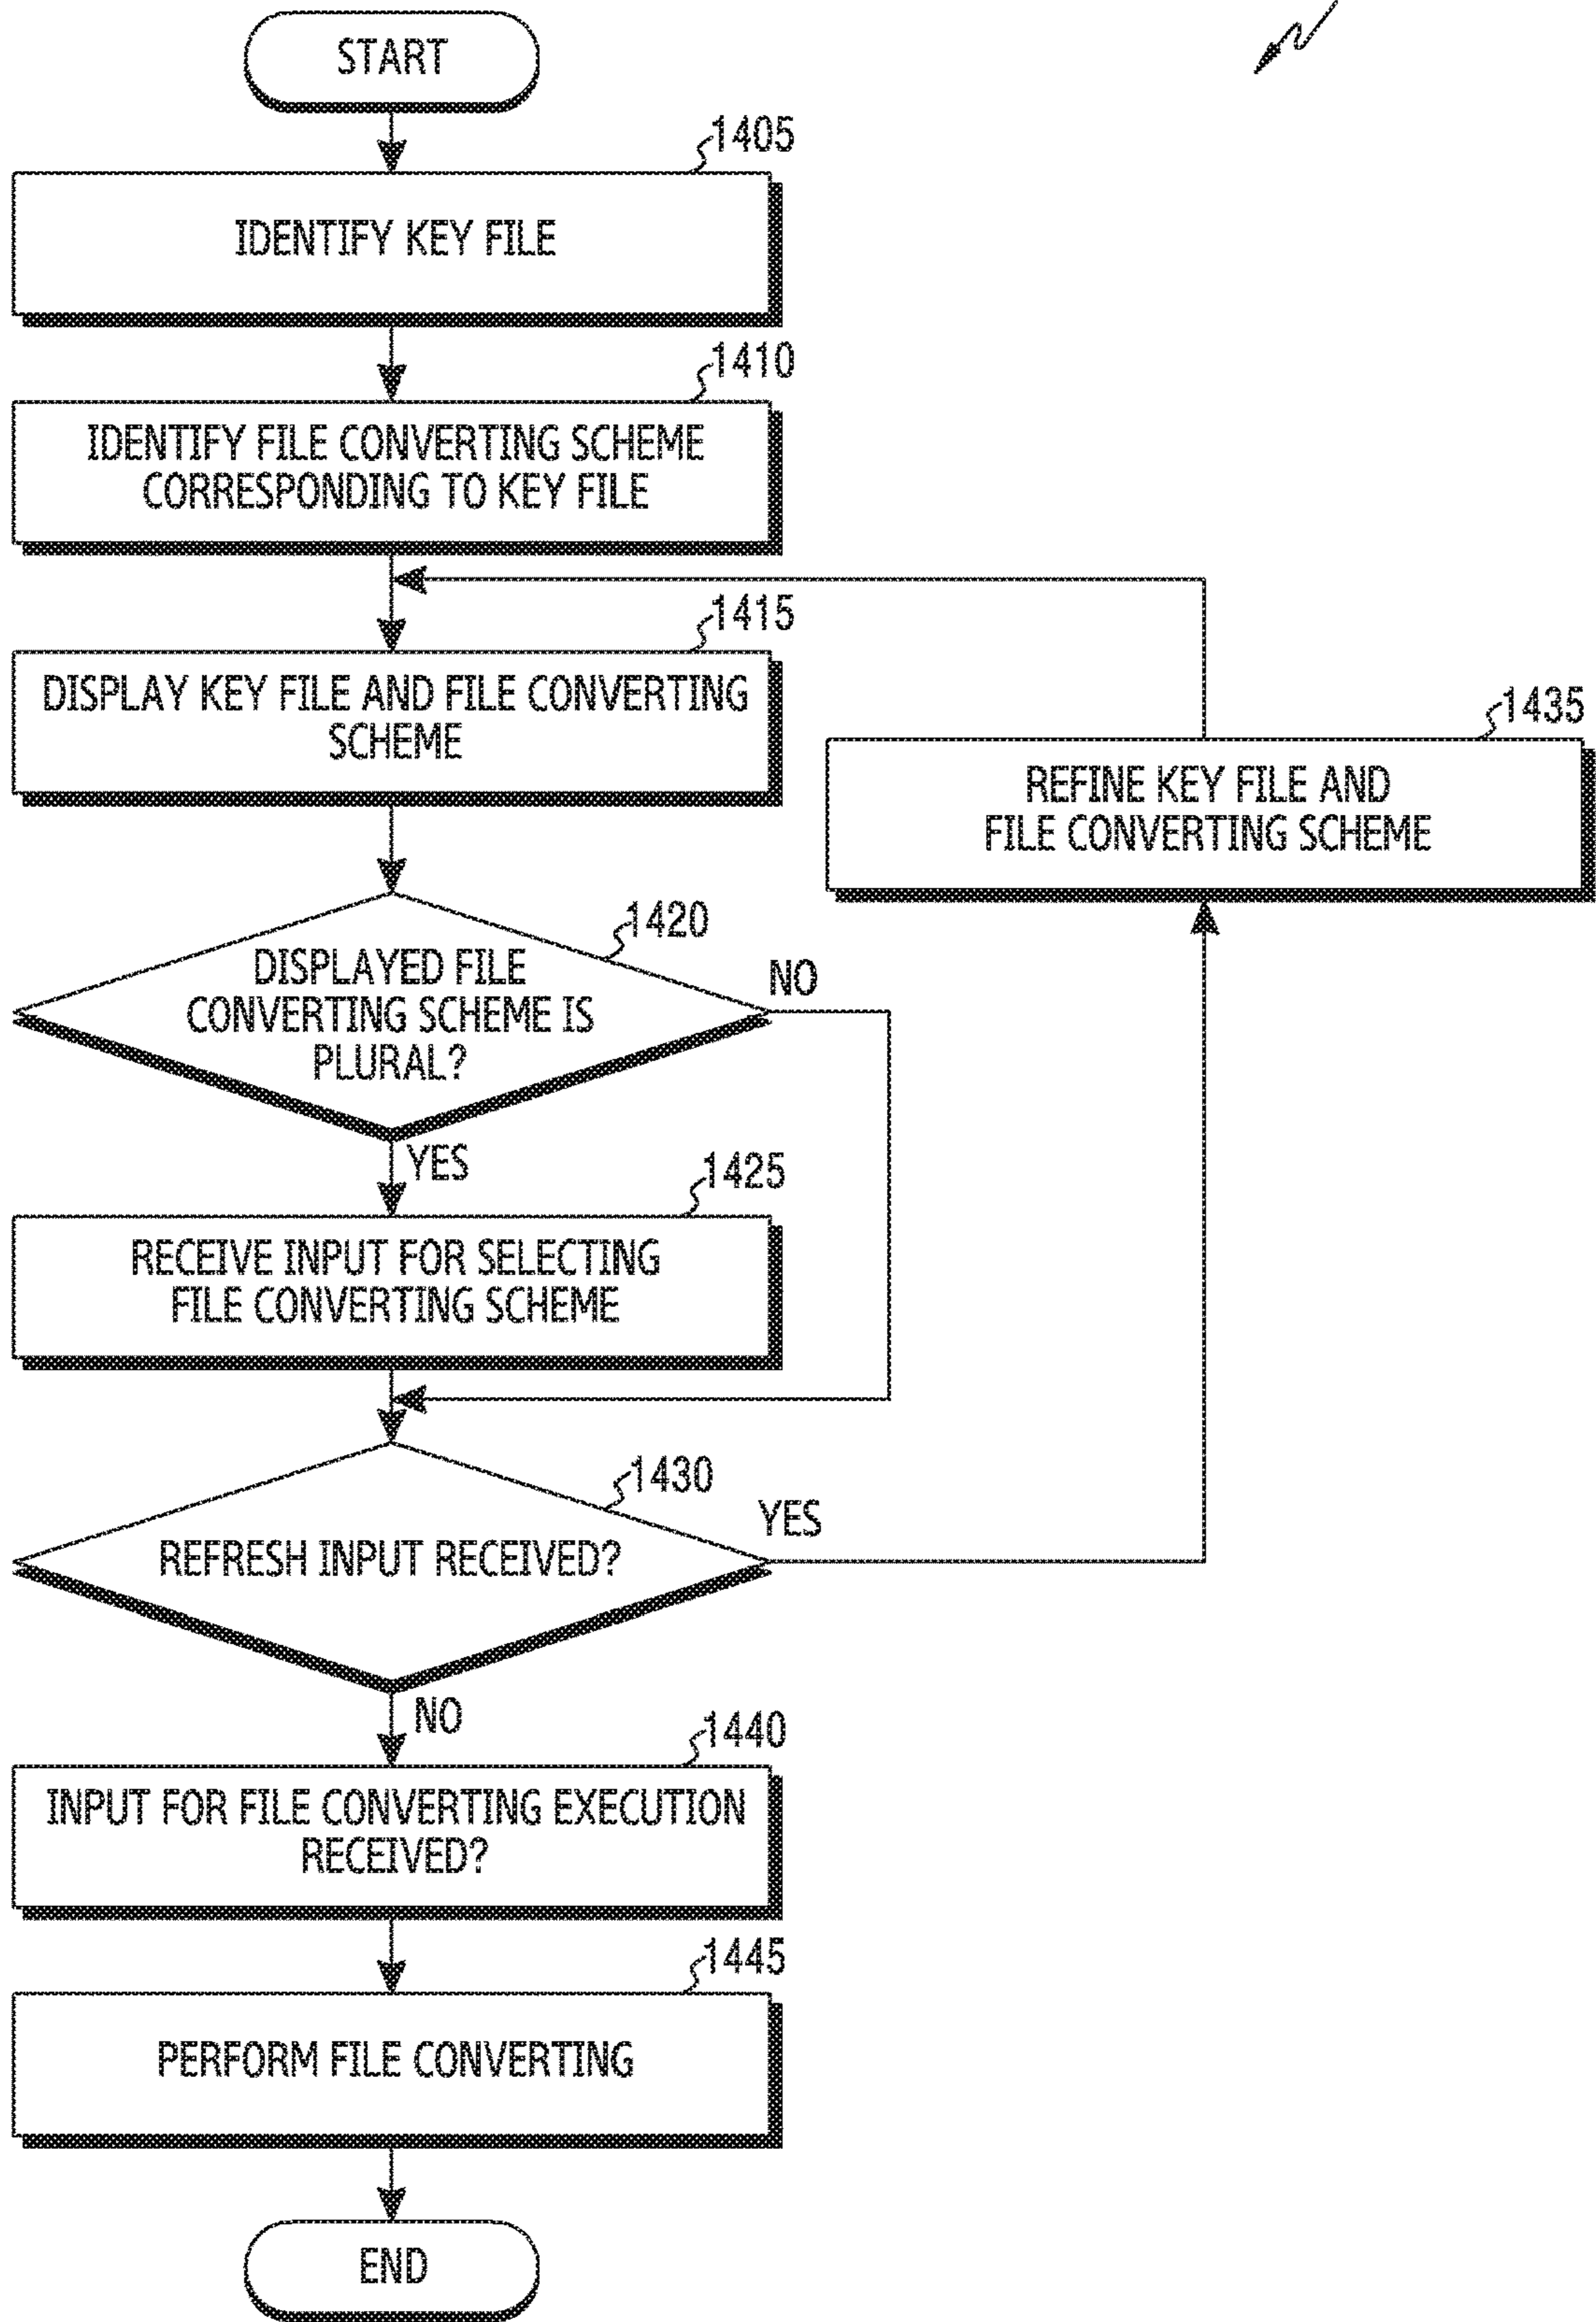 START
1405
IDENTIFY KEY FILE
1410
IDENTIFY FILE CONVERTING SCHEME
CORRESPONDING TO KEY FILE
1415
DISPLAY KEY FILE AND FILE CONVERTING
SCHEME
1435
REFINE KEY FILE AND
FILE CONVERTING SCHEME
1420
DISPLAYED FILE
CONVERTING SCHEME IS
PLURAL?
NO
YES
1425
RECEIVE INPUT FOR SELECTING
FILE CONVERTING SCHEME
1430
REFRESH INPUT RECEIVED?
YES
NO
1440
INPUT FOR FILE CONVERTING EXECUTION
RECEIVED?
1445
PERFORM FILE CONVERTING
END